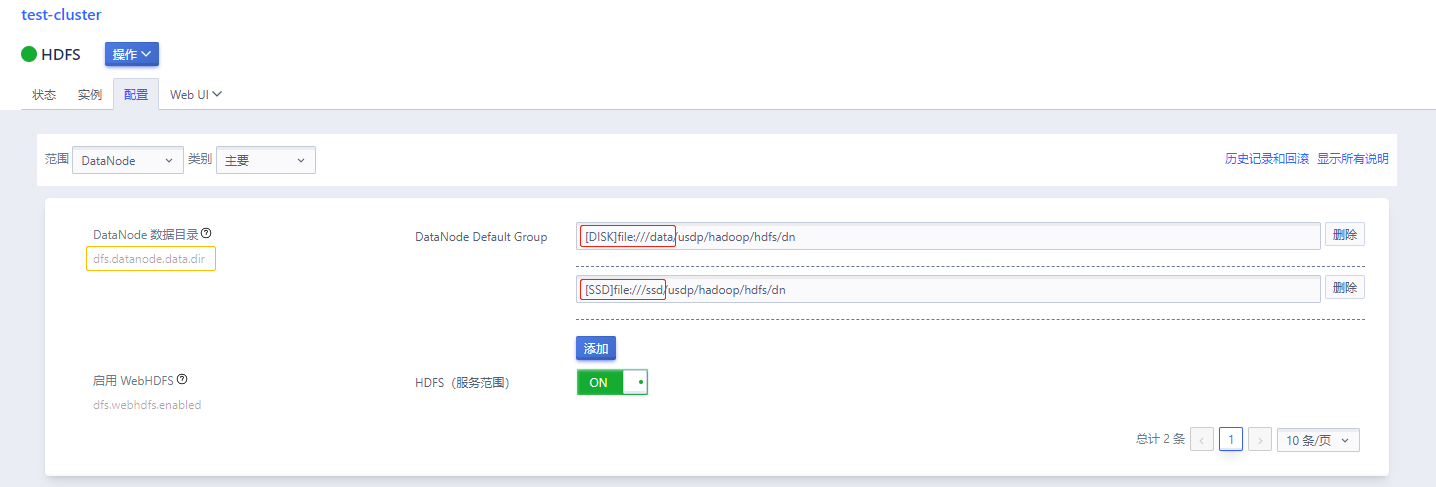 test-cluster
HDFS 操作
状态 实例 配置 Web UI
范围 DataNode 类别 主要 历史记录和回滚 显示所有说明
DataNode 数据目录 DataNode Default Group [DISK]file:///data/usdp/hadoop/hdfs/dn 删除
dfs.datanode.data.dir
[SSD]file:///ssd/usdp/hadoop/hdfs/dn 删除
添加
启用 WebHDFS HDFS（服务范围） ON
dfs.webhdfs.enabled
总计 2 条 1 10 条/页